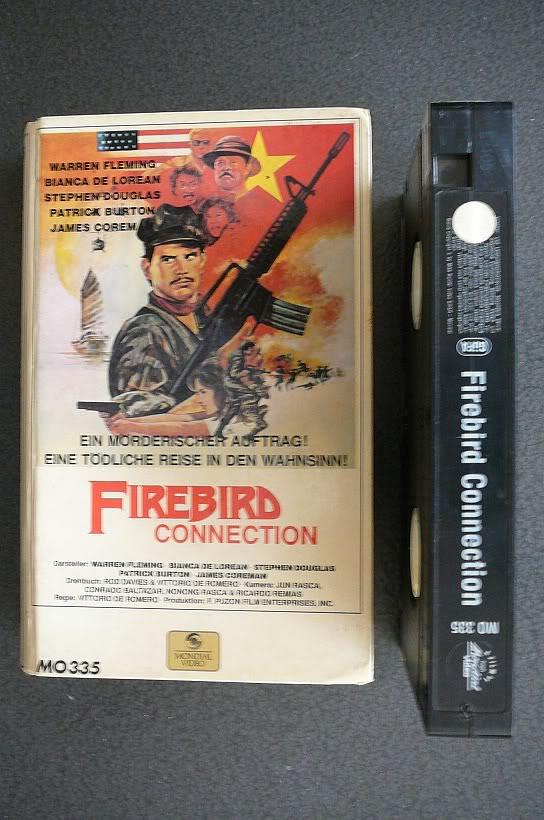 WARREN FLEMING
BIANCA DE LOREAN
STEPHEN DOUGLAS
PATRICK BURTON
JAMES COREMA
EIN MÖRDERISCHER AUFTRAG!
EINE TÖDLICHE REISE IN DEN WAHNSINN!
FIREBIRD
CONNECTION
Darsteller: WARREN FLEMING · BIANCA DE LOREAN · STEPHEN DOUGLAS
PATRICK BURTON · JAMES COREMAN
Drehbuch: ROD DAVIES & VITTORIO DE ROMERO · Kamera: JUN RASCA,
CONRADO BALTAZAR, NONONG RASCA & RICARDO REMIAS
Regie: VITTORIO DE ROMERO · Produktion: F. PUZON FILM ENTERPRISES, INC.
MONDIAL
VIDEO
MO335
Firebird Connection
MO 335